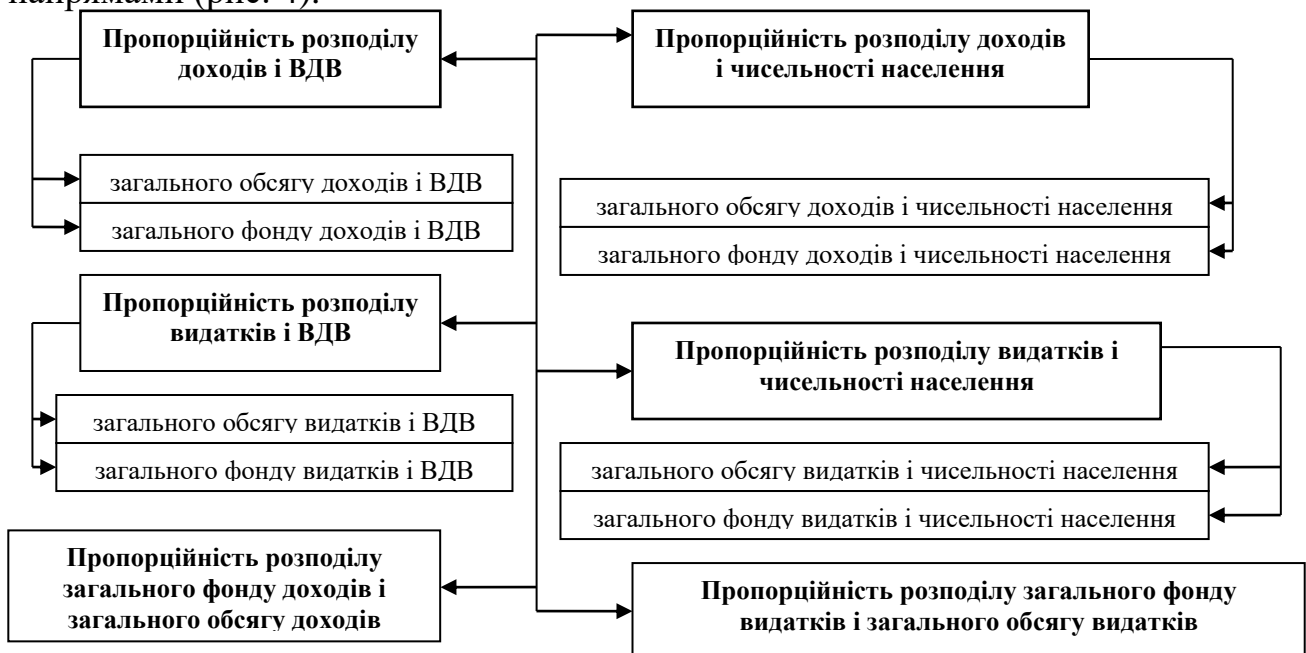 напрямами (рис. 4).
Пропорційність розподілу
доходів і ВДВ
загального обсягу доходів і ВДВ
загального фонду доходів і ВДВ
Пропорційність розподілу
видатків і ВДВ
загального обсягу видатків і ВДВ
загального фонду видатків і ВДВ
Пропорційність розподілу
загального фонду доходів і
загального обсягу доходів
Пропорційність розподілу доходів
і чисельності населення
загального обсягу доходів і чисельності населення
загального фонду доходів і чисельності населення
Пропорційність розподілу видатків і
чисельності населення
загального обсягу видатків і чисельності населення
загального фонду видатків і чисельності населення
Пропорційність розподілу загального фонду
видатків і загального обсягу видатків